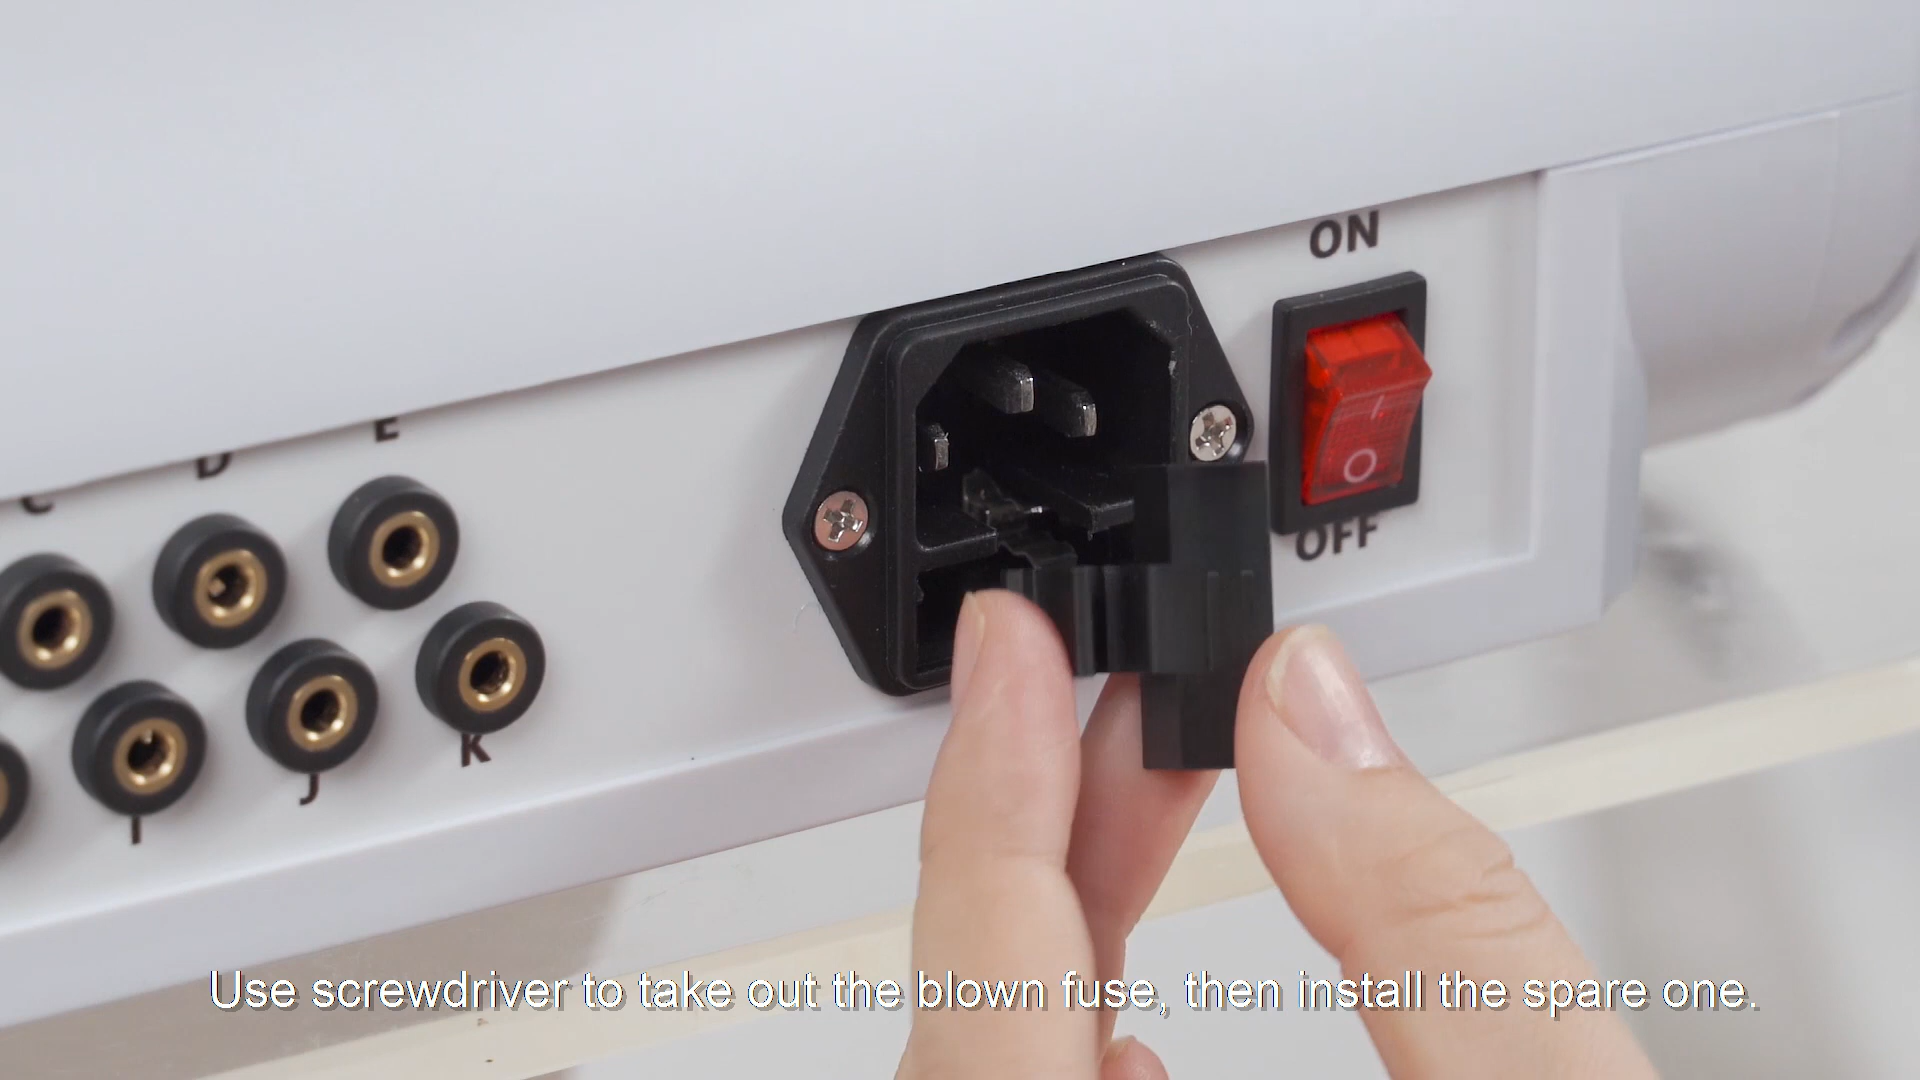 ON
OFF
C
D
E
I
J
K
Use screwdriver to take out the blown fuse, then install the spare one.